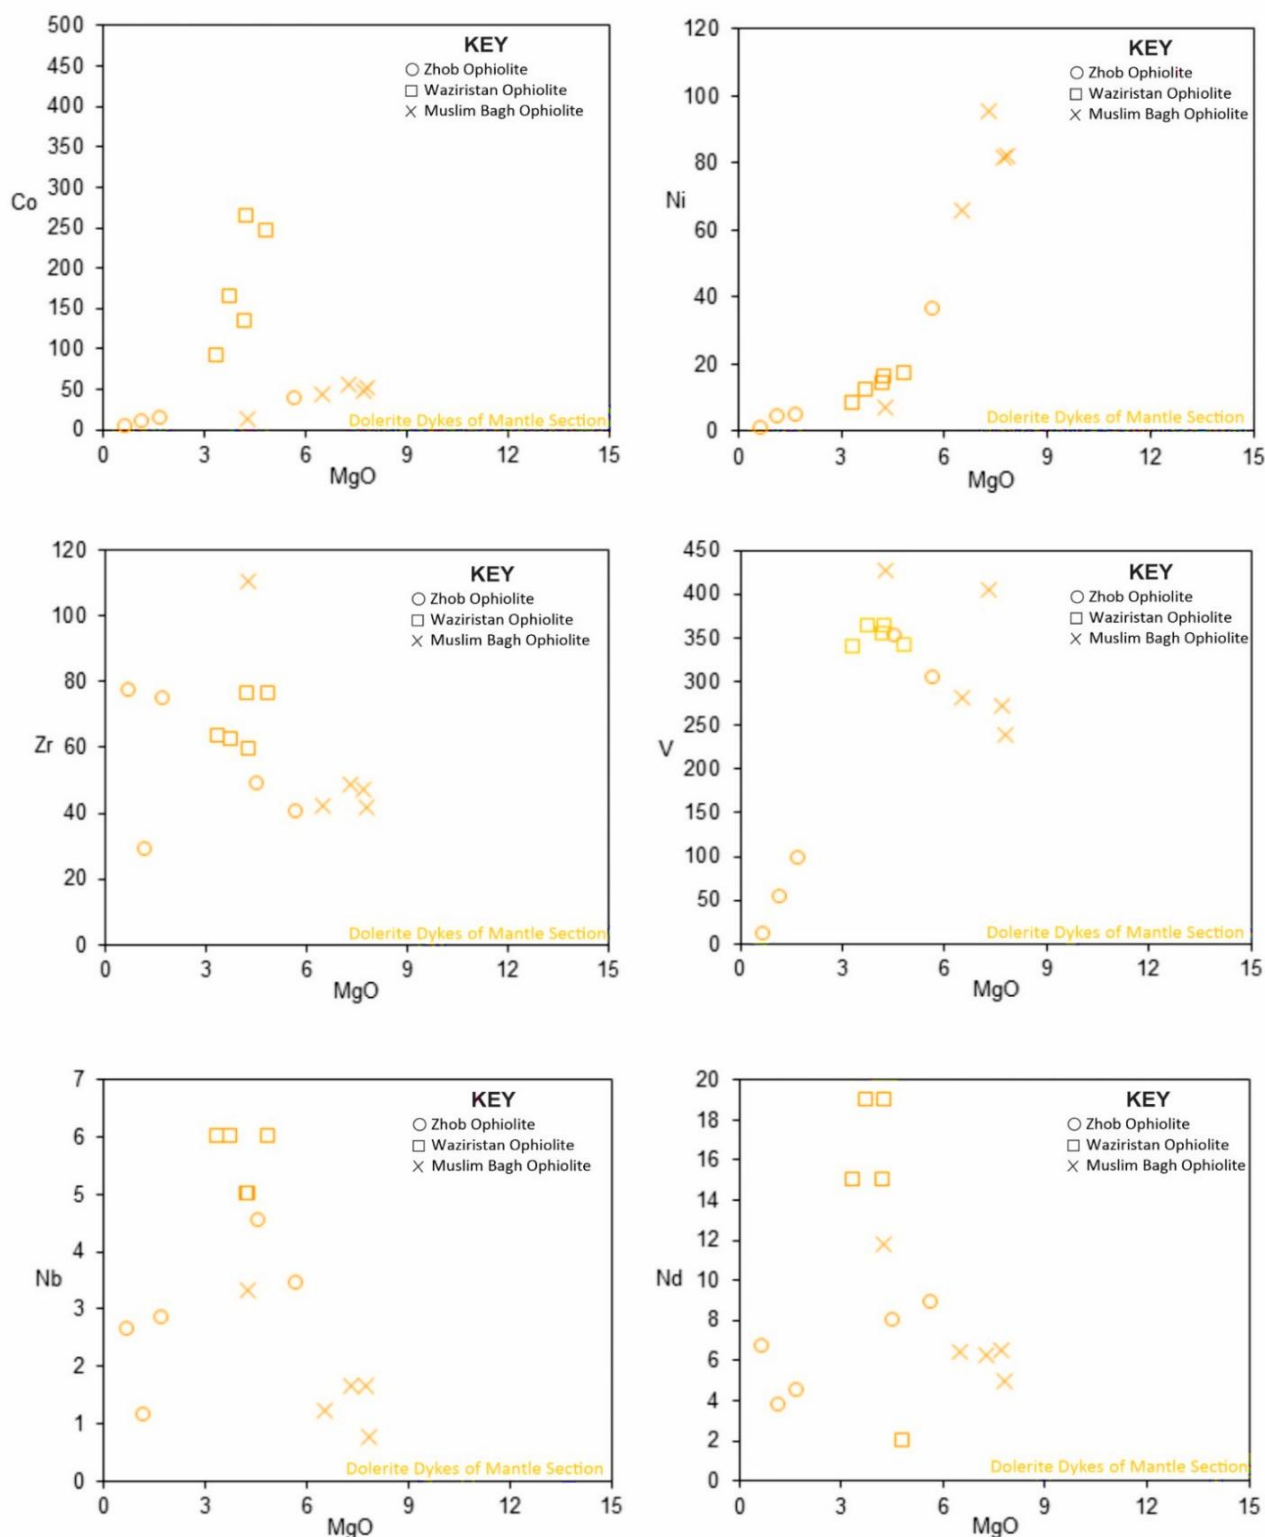 500
450
400
350
300
250
200
150
100
50
0
Co
KEY
Zhob Ophiolite
Waziristan Ophiolite
Muslim Bagh Ophiolite
Dolerite Dykes of Mantle Section
0 3 6 9 12 15
MgO
120
100
80
60
40
20
0
Ni
KEY
Zhob Ophiolite
Waziristan Ophiolite
Muslim Bagh Ophiolite
Dolerite Dykes of Mantle Section
0 3 6 9 12 15
MgO
120
100
80
60
40
20
0
Zr
KEY
Zhob Ophiolite
Waziristan Ophiolite
Muslim Bagh Ophiolite
Dolerite Dykes of Mantle Section
0 3 6 9 12 15
MgO
450
400
350
300
250
200
150
100
50
0
V
KEY
Zhob Ophiolite
Waziristan Ophiolite
Muslim Bagh Ophiolite
Dolerite Dykes of Mantle Section
0 3 6 9 12 15
MgO
7
6
5
4
3
2
1
0
Nb
KEY
Zhob Ophiolite
Waziristan Ophiolite
Muslim Bagh Ophiolite
Dolerite Dykes of Mantle Section
0 3 6 9 12 15
MgO
20
18
16
14
12
10
8
6
4
2
0
Nd
KEY
Zhob Ophiolite
Waziristan Ophiolite
Muslim Bagh Ophiolite
Dolerite Dykes of Mantle Section
0 3 6 9 12 15
MgO